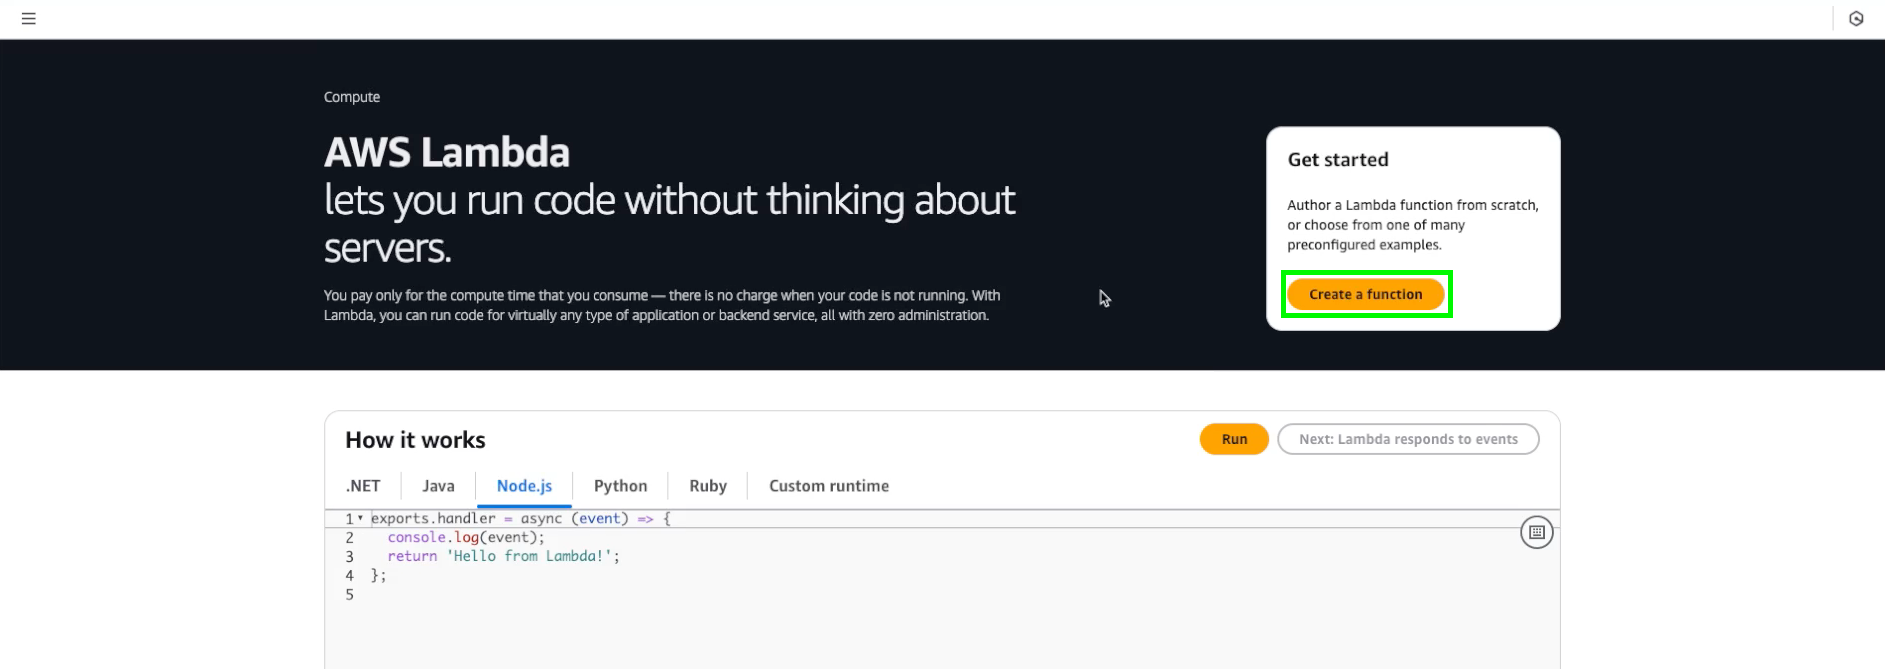 Compute
AWS Lambda
lets you run code without thinking about
servers.
You pay only for the compute time that you consume — there is no charge when your code is not running. With
Lambda, you can run code for virtually any type of application or backend service, all with zero administration.
Get started
Author a Lambda function from scratch,
or choose from one of many
preconfigured examples.
Create a function
How it works
Run
Next: Lambda responds to events
.NET
Java
Node.js
Python
Ruby
Custom runtime
1 exports.handler = async (event) => {
2 console.log(event);
3 return 'Hello from Lambda!';
4 };
5